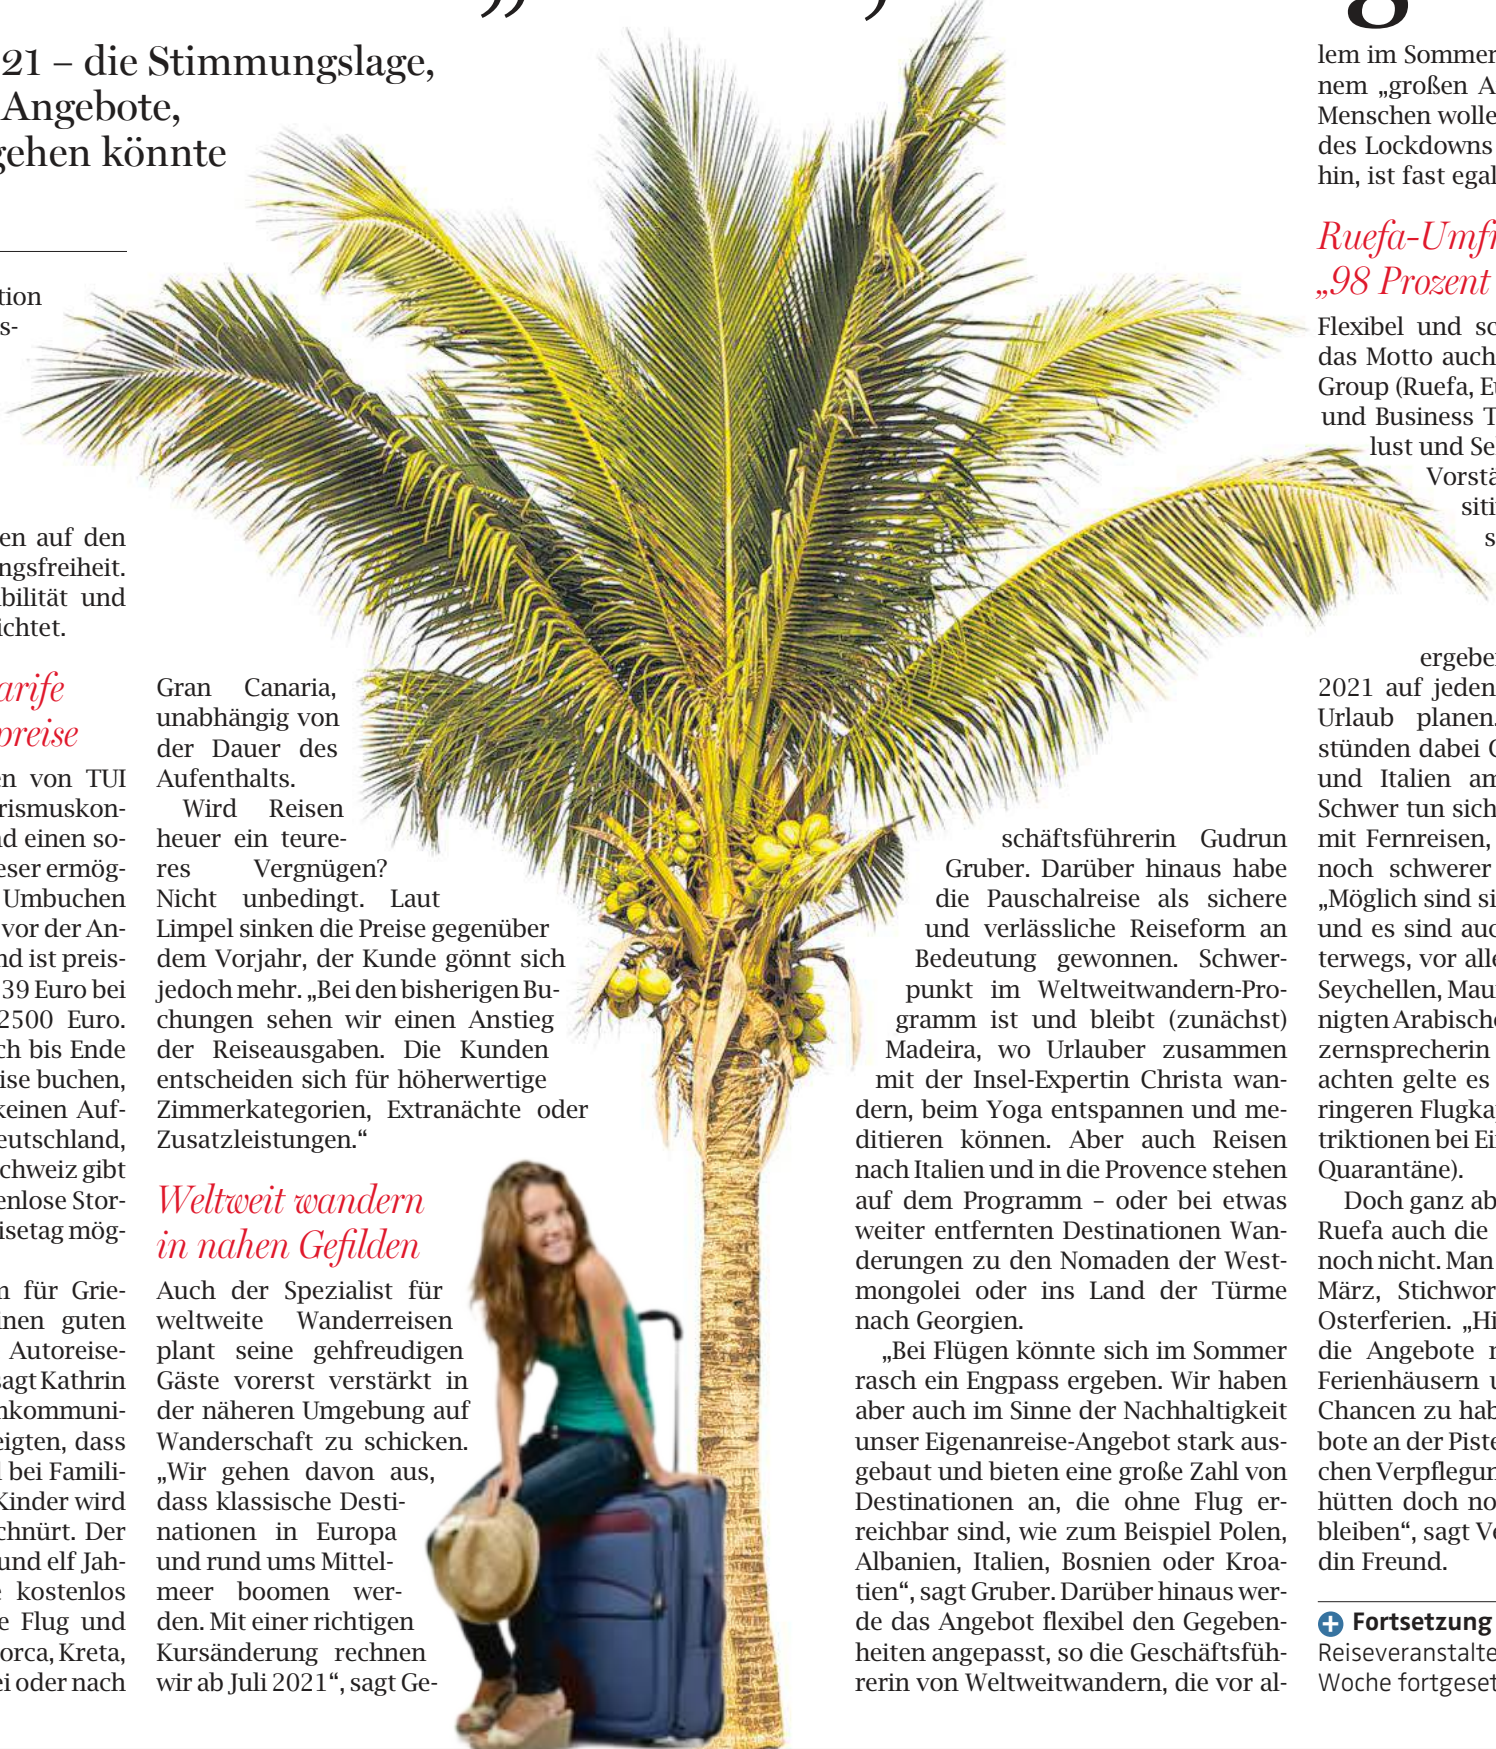 21 – die Stimmungslage,
Angebote,
gehen könnte
tion
s-
en auf den
ngsfreiheit.
bilität und
ichtet.
arife
preise
en von TUI
rismuskon-
nd einen so-
eser ermög-
Umbuchen
vor der An-
nd ist preis-
39 Euro bei
2500 Euro.
ch bis Ende
ise buchen,
keinen Auf-
eutschland,
chweiz gibt
enlose Stor-
isetag mög-
n für Grie-
inen guten
Autoreise-
sagt Kathrin
nkommuni-
eigten, dass
l bei Famili-
Kinder wird
chnürt. Der
und elf Jah-
e kostenlos
e Flug und
orca, Kreta,
ei oder nach
Gran Canaria,
unabhängig von
der Dauer des
Aufenthalts.
Wird Reisen
heuer ein teure-
res Vergnügen?
Nicht unbedingt. Laut
Limpel sinken die Preise gegenüber
dem Vorjahr, der Kunde gönnt sich
jedoch mehr. „Bei den bisherigen Bu-
chungen sehen wir einen Anstieg
der Reiseausgaben. Die Kunden
entscheiden sich für höherwertige
Zimmerkategorien, Extranächte oder
Zusatzleistungen.“
Weltweit wandern
in nahen Gefilden
Auch der Spezialist für
weltweite Wanderreisen
plant seine gehfreudigen
Gäste vorerst verstärkt in
der näheren Umgebung auf
Wanderschaft zu schicken.
„Wir gehen davon aus,
dass klassische Desti-
nationen in Europa
und rund ums Mittel-
meer boomen wer-
den. Mit einer richtigen
Kursänderung rechnen
wir ab Juli 2021“, sagt Ge-
schäftsführerin Gudrun
Gruber. Darüber hinaus habe
die Pauschalreise als sichere
und verlässliche Reiseform an
Bedeutung gewonnen. Schwer-
punkt im Weltweitwandern-Pro-
gramm ist und bleibt (zunächst)
Madeira, wo Urlauber zusammen
mit der Insel-Expertin Christa wan-
dern, beim Yoga entspannen und me-
ditieren können. Aber auch Reisen
nach Italien und in die Provence stehen
auf dem Programm – oder bei etwas
weiter entfernten Destinationen Wan-
derungen zu den Nomaden der West-
mongolei oder ins Land der Türme
nach Georgien.
„Bei Flügen könnte sich im Sommer
rasch ein Engpass ergeben. Wir haben
aber auch im Sinne der Nachhaltigkeit
unser Eigenanreise-Angebot stark aus-
gebaut und bieten eine große Zahl von
Destinationen an, die ohne Flug er-
reichbar sind, wie zum Beispiel Polen,
Albanien, Italien, Bosnien oder Kroa-
tien“, sagt Gruber. Darüber hinaus wer-
de das Angebot flexibel den Gegeben-
heiten angepasst, so die Geschäftsfüh-
rerin von Weltweitwandern, die vor al-
lem im Sommer
nem „großen A
Menschen wolle
des Lockdowns
hin, ist fast egal
Ruefa-Umfr
„98 Prozent
Flexibel und so
das Motto auch
Group (Ruefa, Eu
und Business T
lust und Se
Vorstä
siti
s
ergeben
2021 auf jeden
Urlaub planen.
stünden dabei
und Italien am
Schwer tun sich
mit Fernreisen,
noch schwerer
„Möglich sind si
und es sind auc
terwegs, vor alle
Seychellen, Maur
nigten Arabische
zernsprecherin
achten gelte es
ringeren Flugka
triktionen bei Ei
Quarantäne).
Doch ganz ab
Ruefa auch die
noch nicht. Man
März, Stichwor
Osterferien. „Hi
die Angebote
Ferienhäusern
Chancen zu hab
bote an der Piste
chen Verpflegun
hütten doch no
bleiben“, sagt Ve
din Freund.
Fortsetzung
Reiseveranstalte
Woche fortgeset